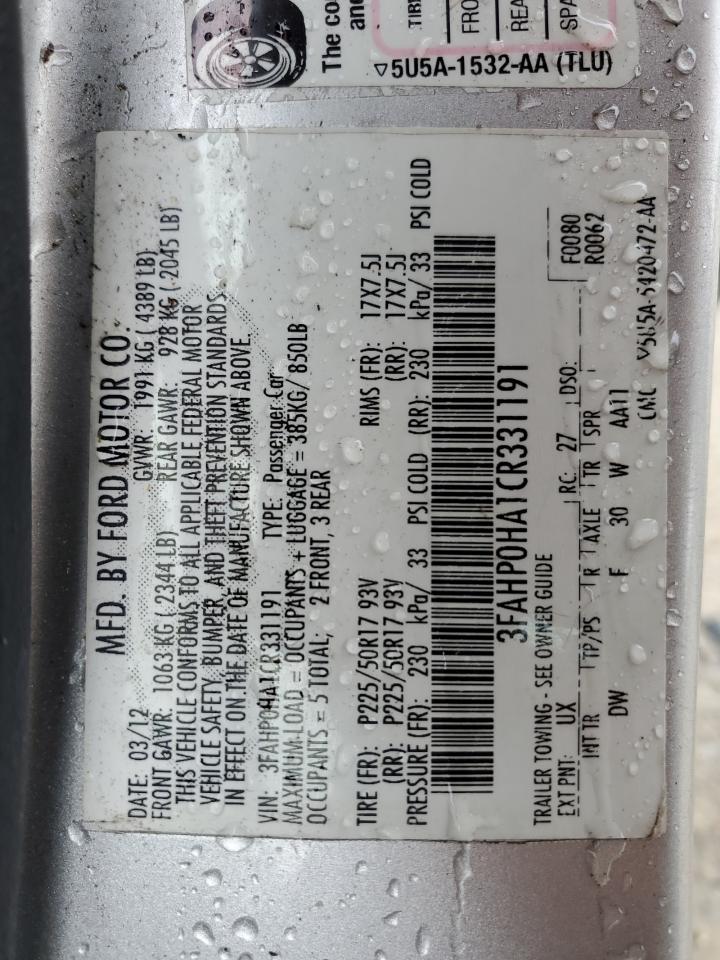 The co
and
TIR
FRO
REA
SPA
▽5U5A-1532-AA (TLU)
MFD. BY FORD MOTOR CO.
DATE: 03/12 GVWR: 1991 KG ( 4389 LB)
FRONT GAWR: 1063 KG ( 2344 LB) REAR GAWR: 928 KG ( 2045 LB)
THIS VEHICLE CONFORMS TO ALL APPLICABLE FEDERAL MOTOR
VEHICLE SAFETY, BUMPER, AND THEFT PREVENTION STANDARDS
IN EFFECT ON THE DATE OF MANUFACTURE SHOWN ABOVE.
VIN: 3FAHP0HA1CR331191 TYPE: Passenger Car
MAXIMUM LOAD = OCCUPANTS + LUGGAGE = 385KG/ 850LB
OCCUPANTS = 5 TOTAL; 2 FRONT, 3 REAR
TIRE (FR): P225/50R17 93V RIMS (FR): 17X7.5J
(RR): P225/50R17 93V (RR): 17X7.5J
PRESSURE (FR): 230 kPa/ 33 PSI COLD (RR): 230 kPa/ 33 PSI COLD
3FAHP0HA1CR331191
TRAILER TOWING - SEE OWNER GUIDE F0080
EXT PNT: UX RC: 27 DSO: R0062
INT TR TP/PS R AXLE TR SPR
DW F 30 W AA11
CMC ▽5U5A-5420472-AA